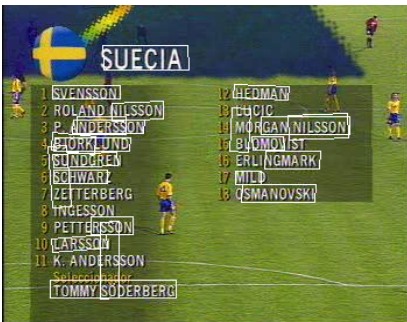 SUECIA
1 SVENSSON
2 ROLAND NILSSON
3 P. ANDERSSON
4 BJORKLUND
5 SUNDGREN
6 SCHWARZ
7 ZETTERBERG
8 INGESSON
9 PETTERSSON
10 LARSSON
11 K. ANDERSSON
Seleccionador
TOMMY SODERBERG
12 HEDMAN
13 LUCIC
14 MORGAN NILSSON
15 BLOMQVIST
16 ERLINGMARK
17 MILD
18 OSMANOVSKI